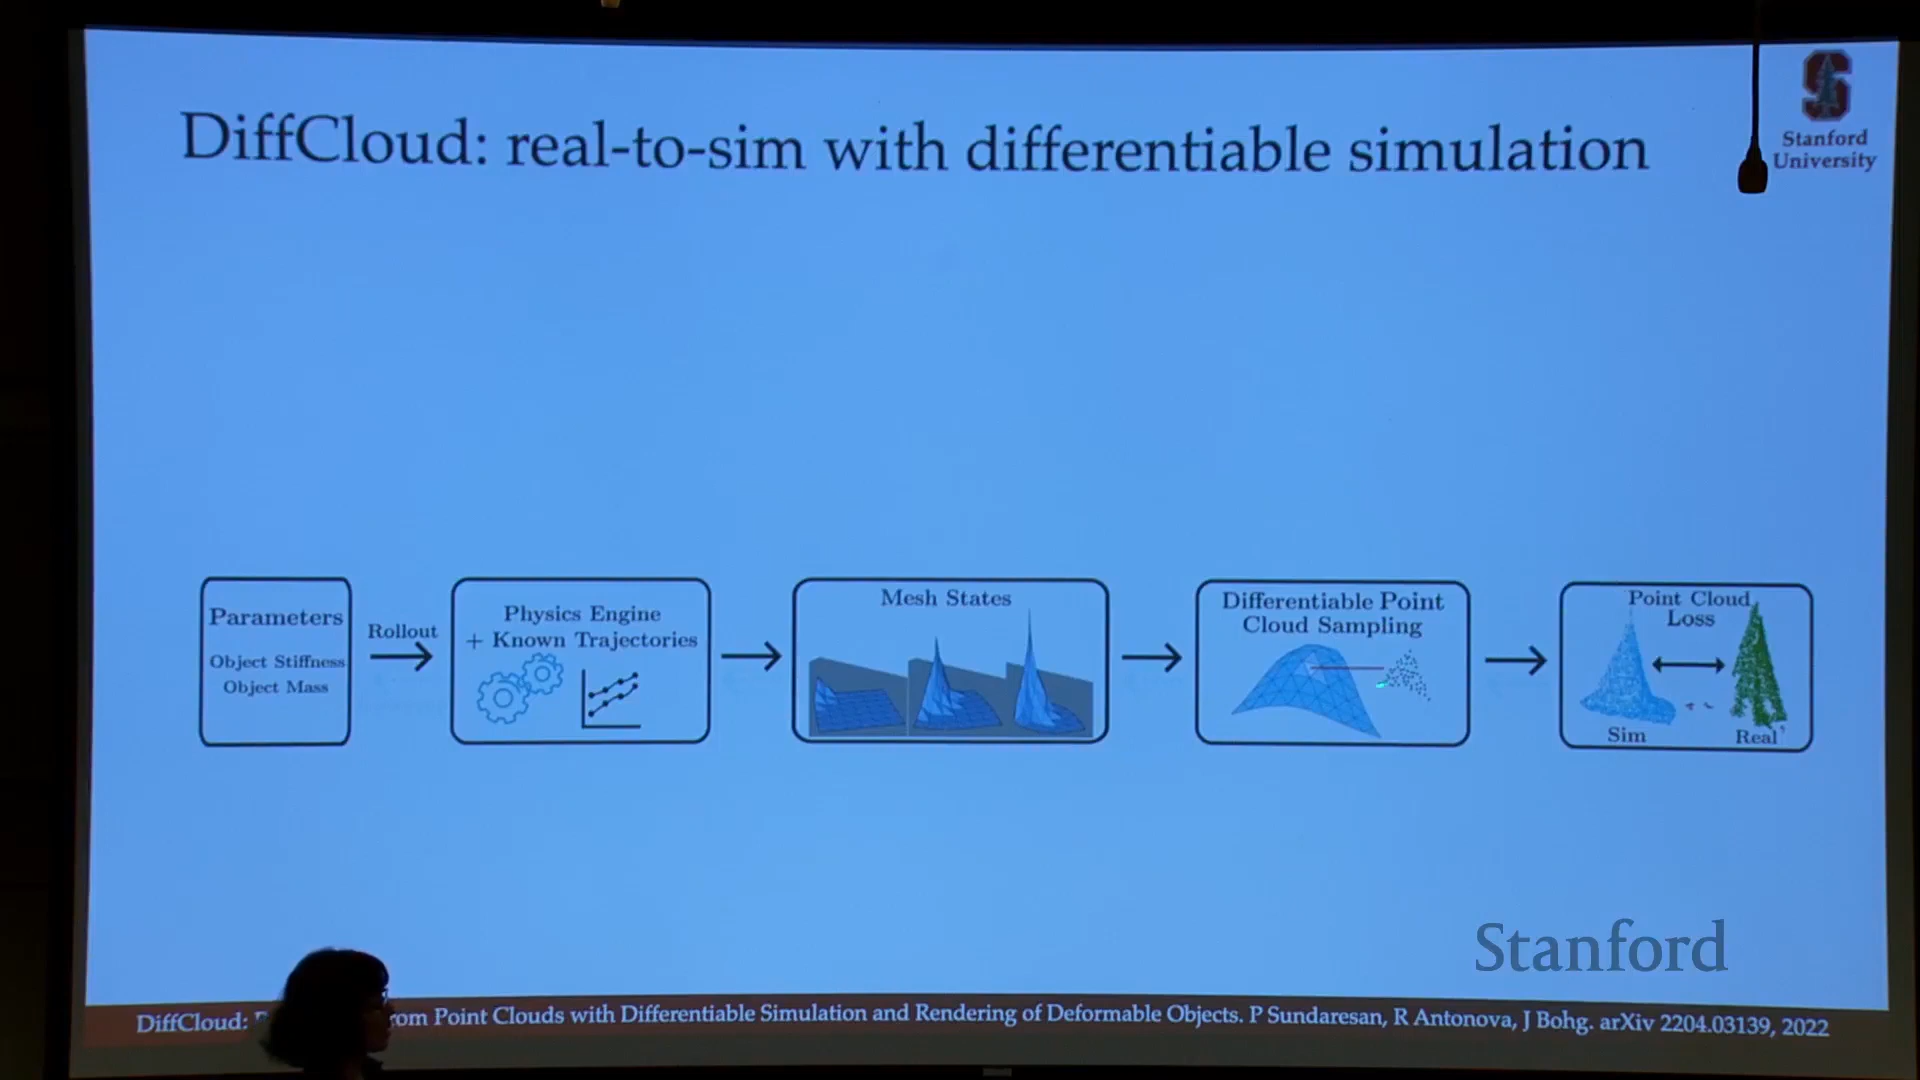 DiffCloud: real-to-sim with differentiable simulation
Stanford
University
Parameters
Object Stiffness
Object Mass
Rollout
Physics Engine
+ Known Trajectories
Mesh States
Differentiable Point
Cloud Sampling
Point Cloud
Loss
Sim
Real
Stanford
DiffCloud: from Point Clouds with Differentiable Simulation and Rendering of Deformable Objects. P Sundaresan, R Antonova, J Bohg. arXiv 2204.03139, 2022